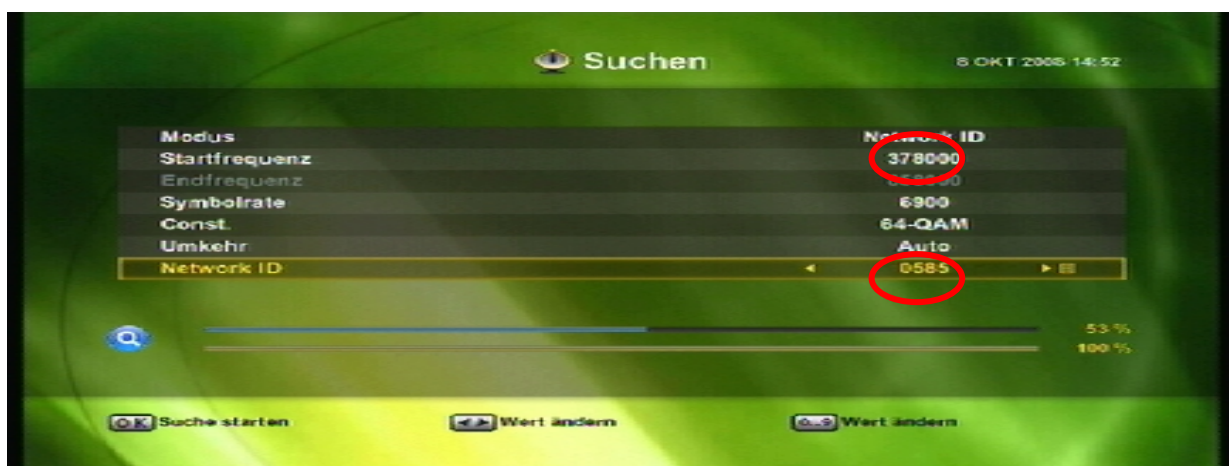 Suchen
8 OKT 2008 14:52
Modus Network ID
Startfrequenz 378000
Endfrequenz
Symbolrate 6900
Const. 64-QAM
Umkehr Auto
Network ID 0585
53 %
100 %
OK Suche starten Wert ändern 0..9 Wert ändern